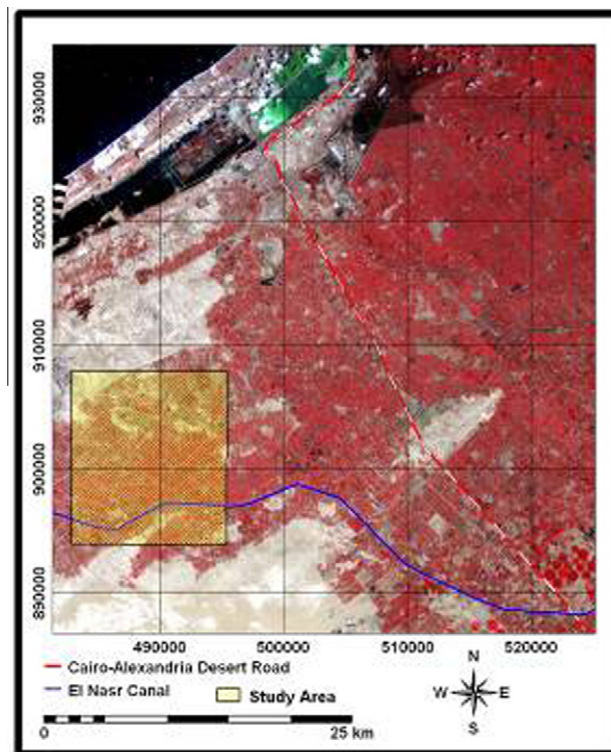 930000
920000
910000
900000
890000
490000
500000
510000
520000
Cairo-Alexandria Desert Road
El Nasr Canal
Study Area
N
W
E
S
0
25 km